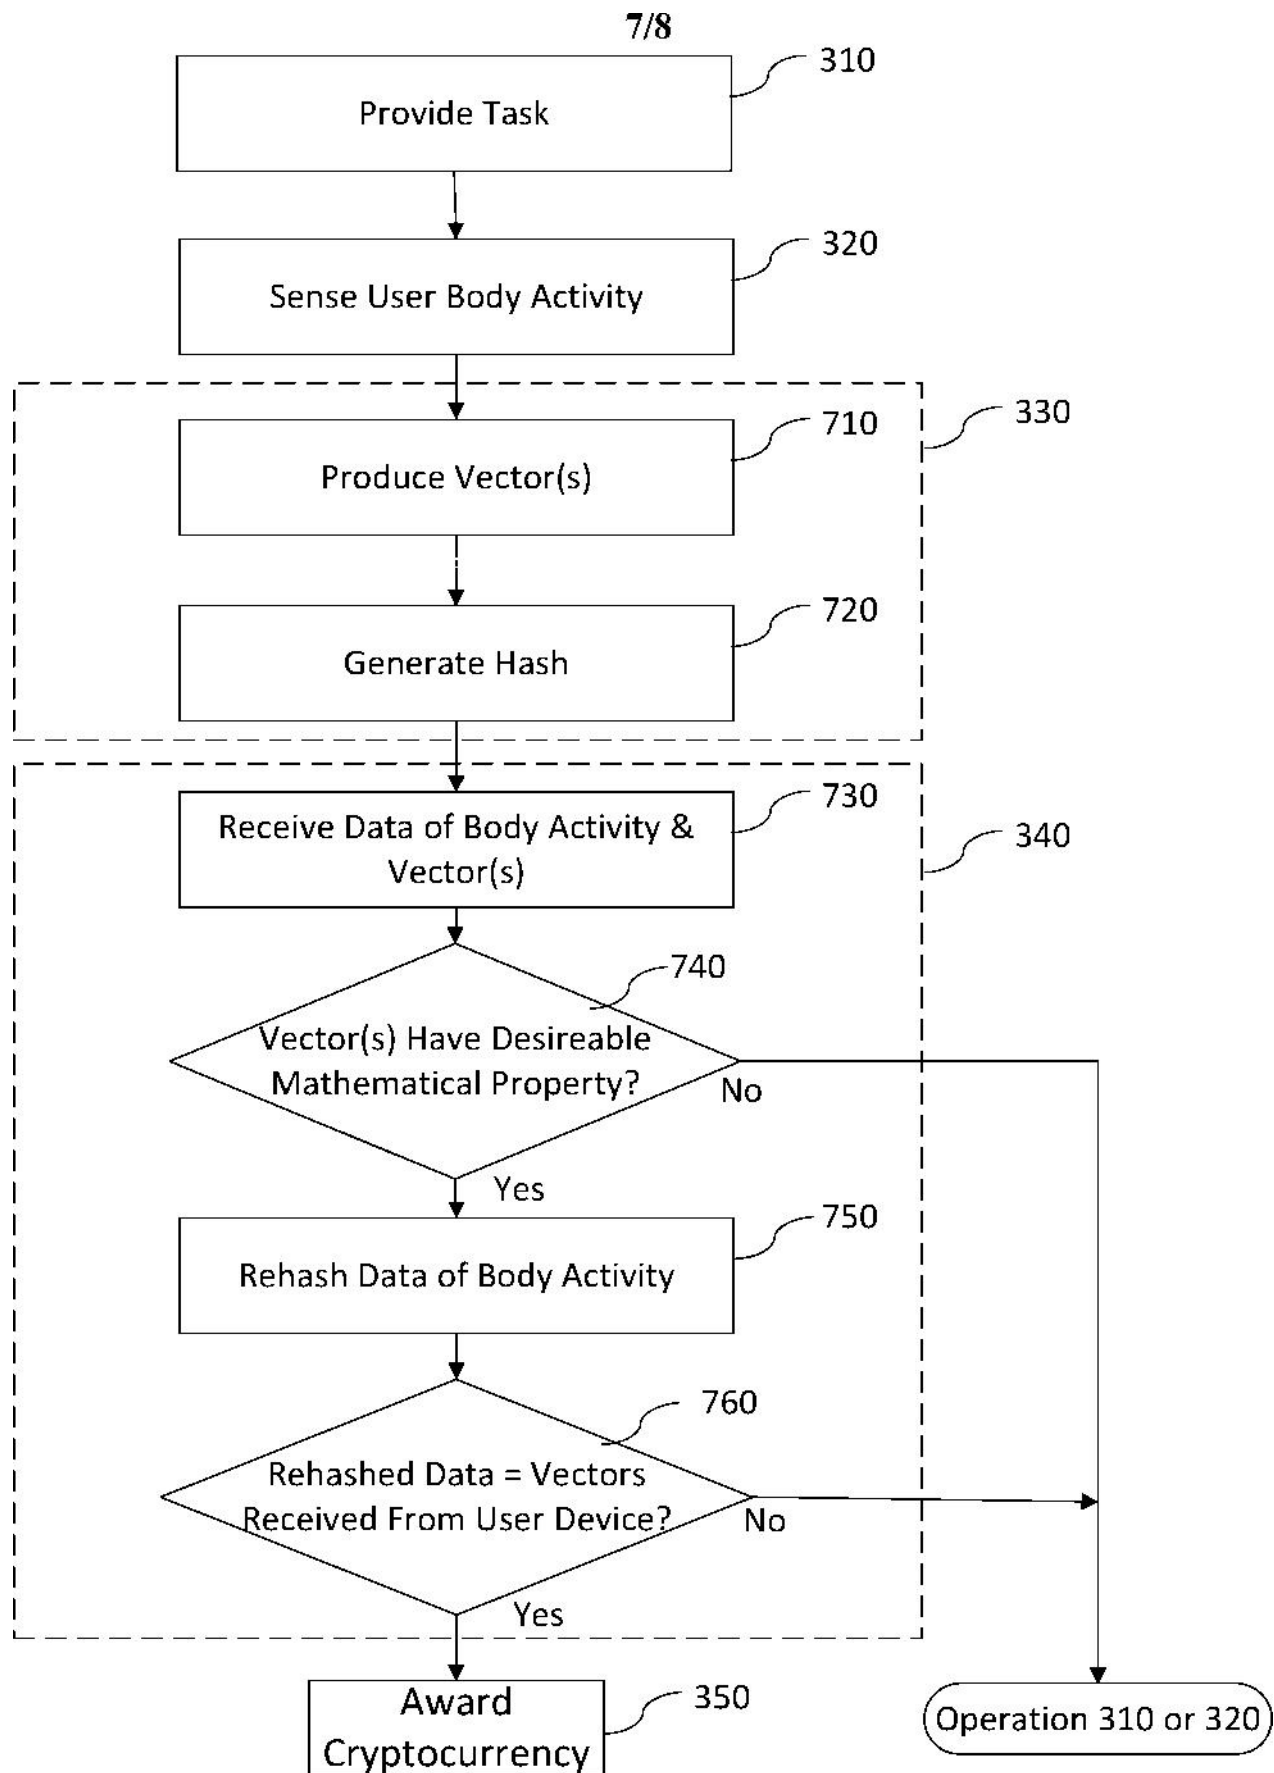 7/8
310
Provide Task
320
Sense User Body Activity
330
710
Produce Vector(s)
720
Generate Hash
730
Receive Data of Body Activity &
Vector(s)
340
740
Vector(s) Have Desireable
Mathematical Property?
No
Yes
750
Rehash Data of Body Activity
760
Rehashed Data = Vectors
Received From User Device?
No
Yes
350
Award
Cryptocurrency
Operation 310 or 320